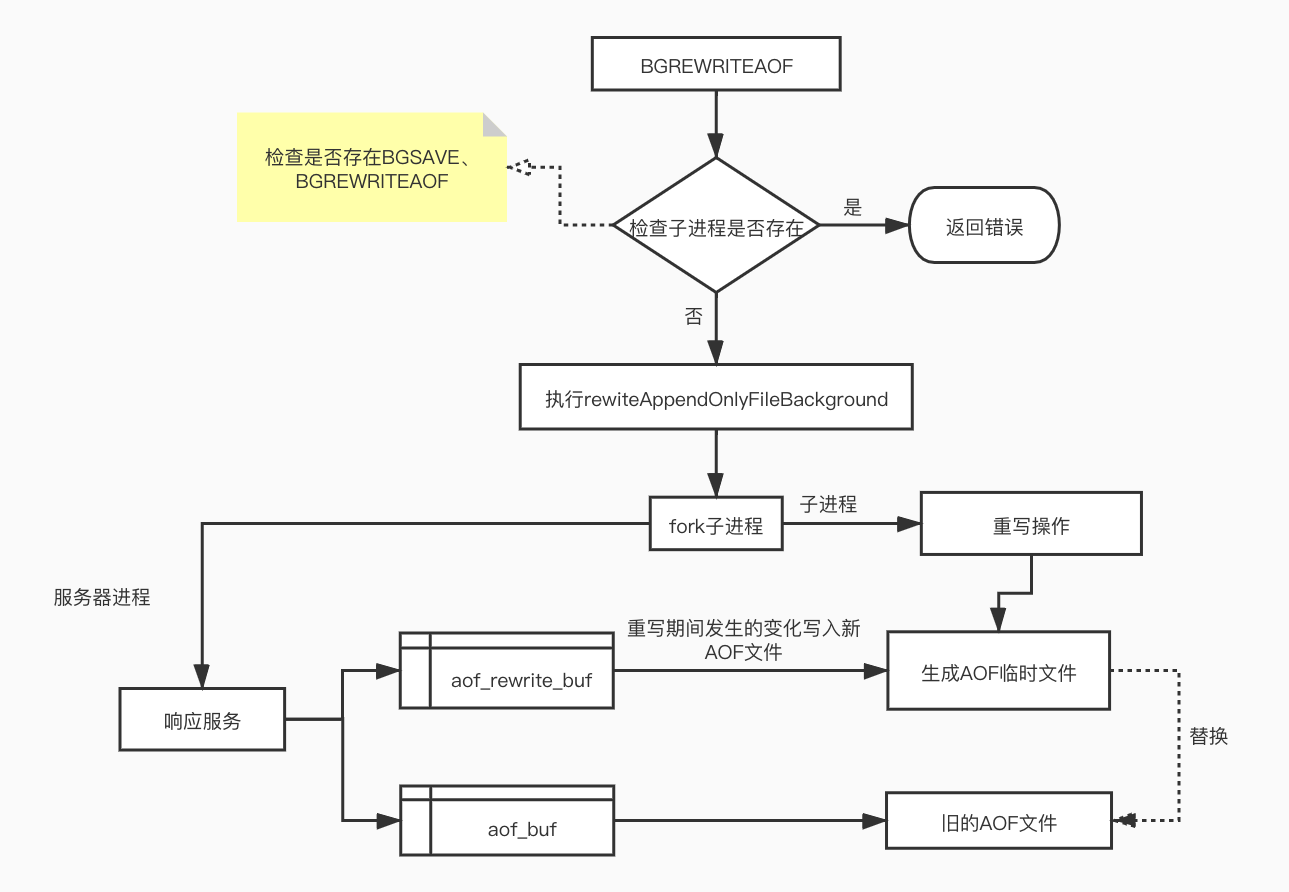 BGREWRITEAOF
检查是否存在BGSAVE、
BGREWRITEAOF
检查子进程是否存在
是
返回错误
否
执行rewiteAppendOnlyFileBackground
fork子进程
子进程
重写操作
服务器进程
重写期间发生的变化写入新
AOF文件
aof_rewrite_buf
生成AOF临时文件
响应服务
替换
aof_buf
旧的AOF文件